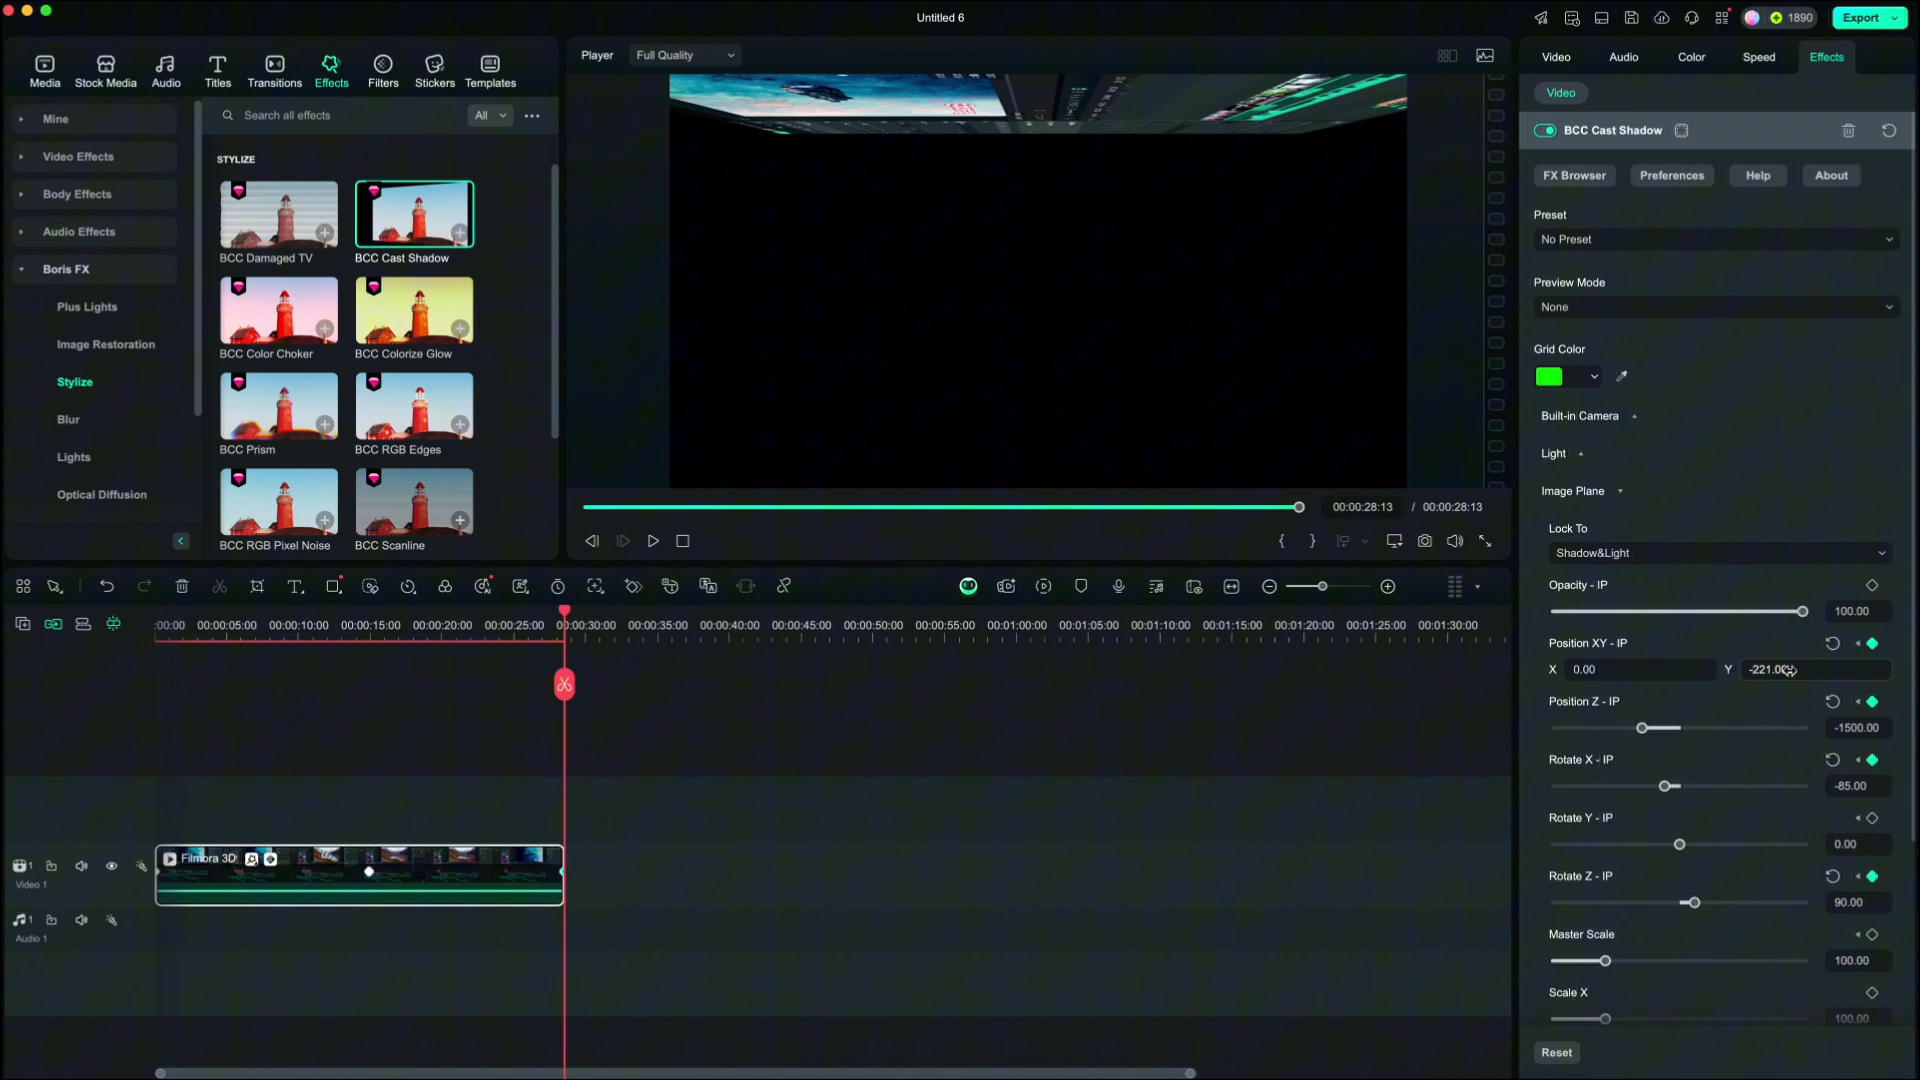 Untitled 6
1890
Export
Media
Stock Media
Audio
Titles
Transitions
Effects
Filters
Stickers
Templates
Player
Full Quality
Video
Audio
Color
Speed
Effects
Mine
Video Effects
Body Effects
Audio Effects
Boris FX
Plus Lights
Image Restoration
Stylize
Blur
Lights
Optical Diffusion
Search all effects
All
STYLIZE
BCC Damaged TV
BCC Cast Shadow
BCC Color Choker
BCC Colorize Glow
BCC Prism
BCC RGB Edges
BCC RGB Pixel Noise
BCC Scanline
00:00:28:13 / 00:00:28:13
Video
BCC Cast Shadow
FX Browser
Preferences
Help
About
Preset
No Preset
Preview Mode
None
Grid Color
Built-in Camera
Light
Image Plane
Lock To
Shadow&Light
Opacity - IP
100.00
Position XY - IP
X 0.00 Y -221.00
Position Z - IP
-1500.00
Rotate X - IP
-85.00
Rotate Y - IP
0.00
Rotate Z - IP
90.00
Master Scale
100.00
Scale X
100.00
Reset
:00:00 00:00:05:00 00:00:10:00 00:00:15:00 00:00:20:00 00:00:25:00 00:00:30:00 00:00:35:00 00:00:40:00 00:00:45:00 00:00:50:00 00:00:55:00 00:01:00:00 00:01:05:00 00:01:10:00 00:01:15:00 00:01:20:00 00:01:25:00 00:01:30:00
Filmora 3D
1
Video 1
1
Audio 1